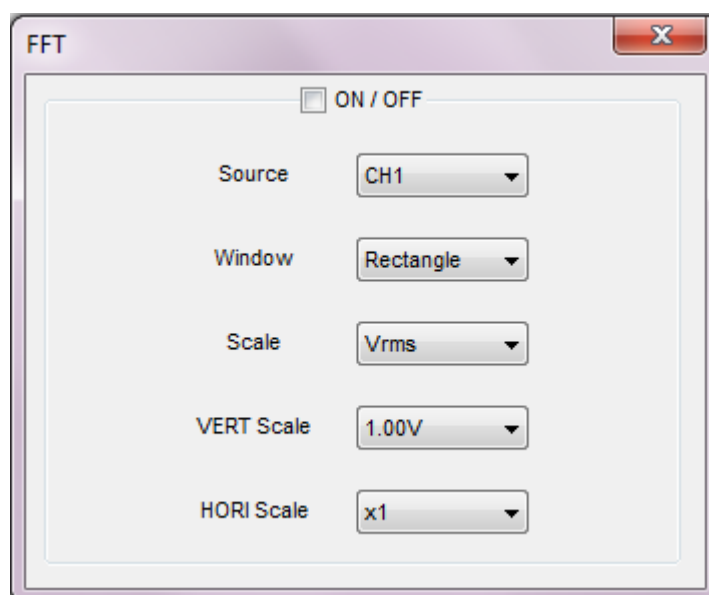 FFT
ON / OFF
Source CH1
Window Rectangle
Scale Vrms
VERT Scale 1.00V
HORI Scale x1